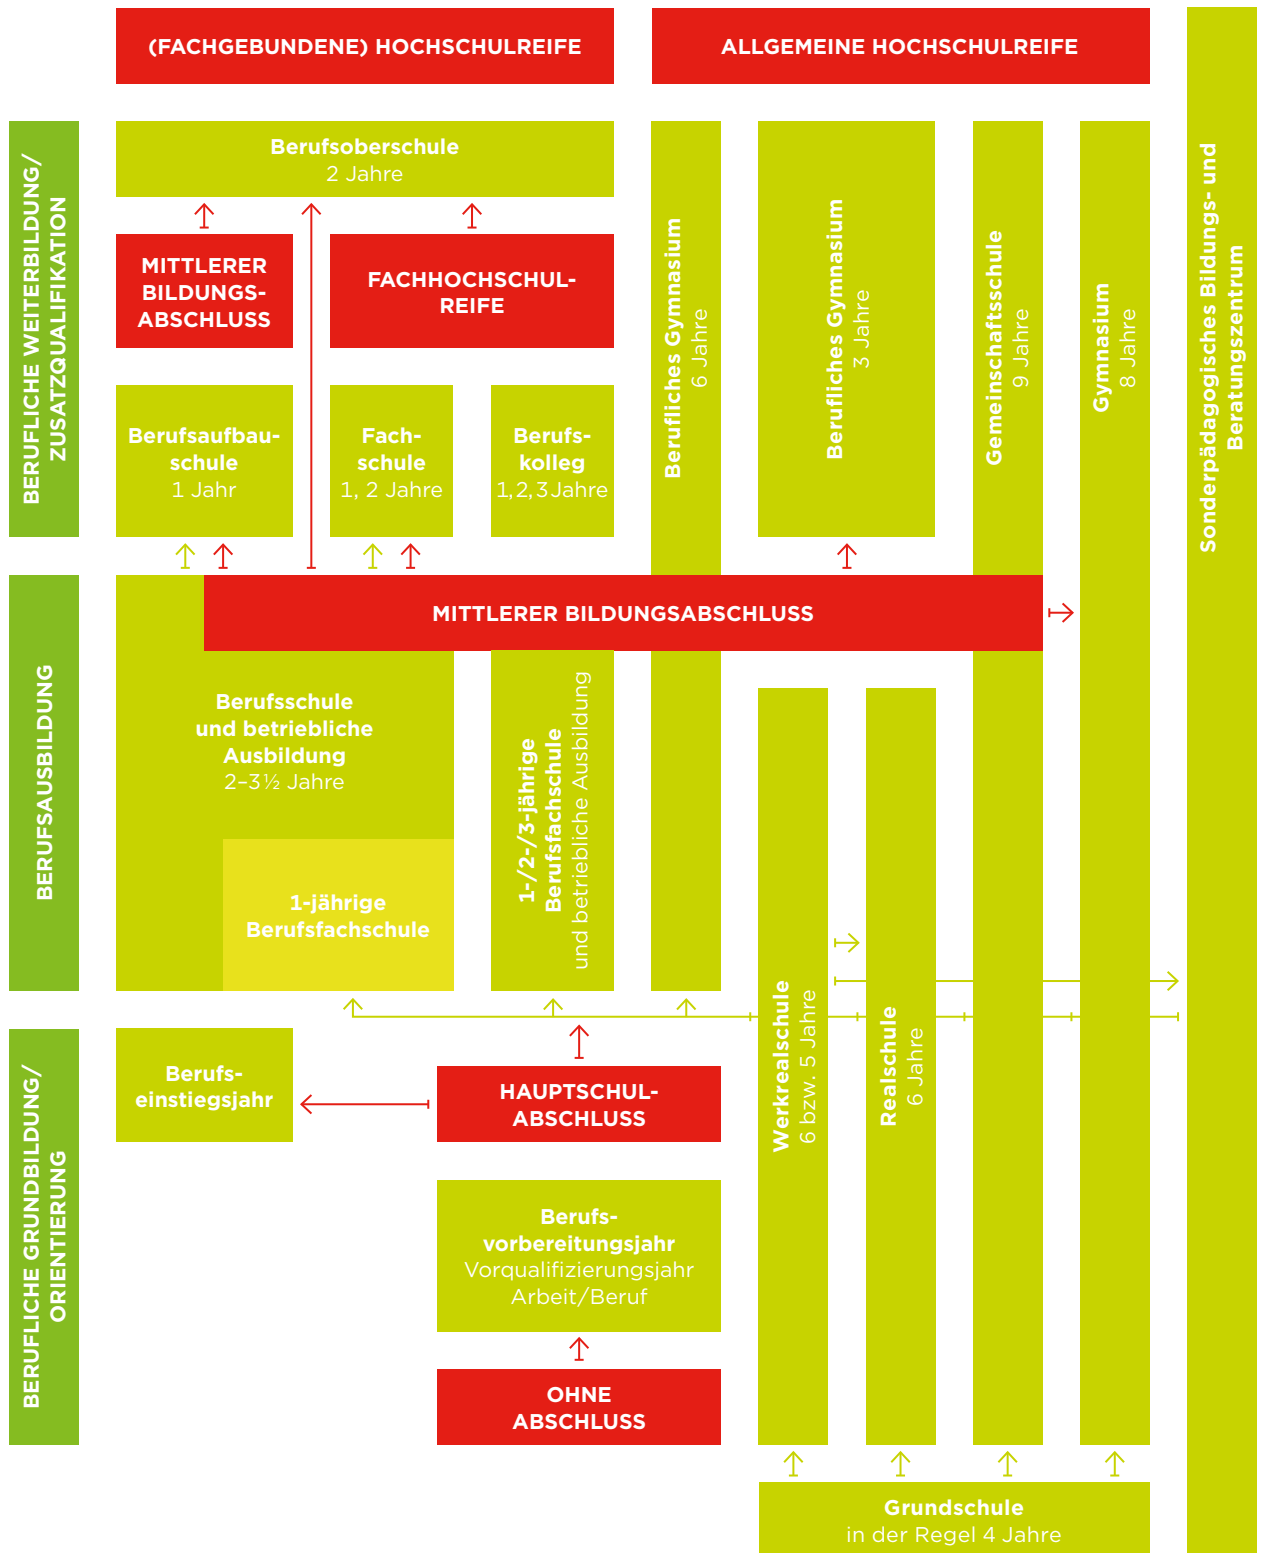 (FACHGEBUNDENE) HOCHSCHULREIFE
ALLGEMEINE HOCHSCHULREIFE
BERUFLICHE WEITERBILDUNG/
ZUSATZQUALIFIKATION
Berufsoberschule
2 Jahre
MITTLERER
BILDUNGS-
ABSCHLUSS
FACHHOCHSCHUL-
REIFE
Berufsaufbau-
schule
1 Jahr
Fach-
schule
1, 2 Jahre
Berufs-
kolleg
1, 2, 3 Jahre
Berufliches Gymnasium
6 Jahre
Berufliches Gymnasium
3 Jahre
Gemeinschaftsschule
9 Jahre
Gymnasium
8 Jahre
Sonderpädagogisches Bildungs- und
Beratungszentrum
BERUFSAUSBILDUNG
MITTLERER BILDUNGSABSCHLUSS
Berufsschule
und betriebliche
Ausbildung
2–3 ½ Jahre
1-jährige
Berufsfachschule
1-/2-/3-jährige
Berufsfachschule
und betriebliche Ausbildung
Werkrealschule
6 bzw. 5 Jahre
Realschule
6 Jahre
BERUFLICHE GRUNDBILDUNG/
ORIENTIERUNG
Berufs-
einstiegsjahr
HAUPTSCHUL-
ABSCHLUSS
Berufs-
vorbereitungsjahr
Vorqualifizierungsjahr
Arbeit/Beruf
OHNE
ABSCHLUSS
Grundschule
in der Regel 4 Jahre